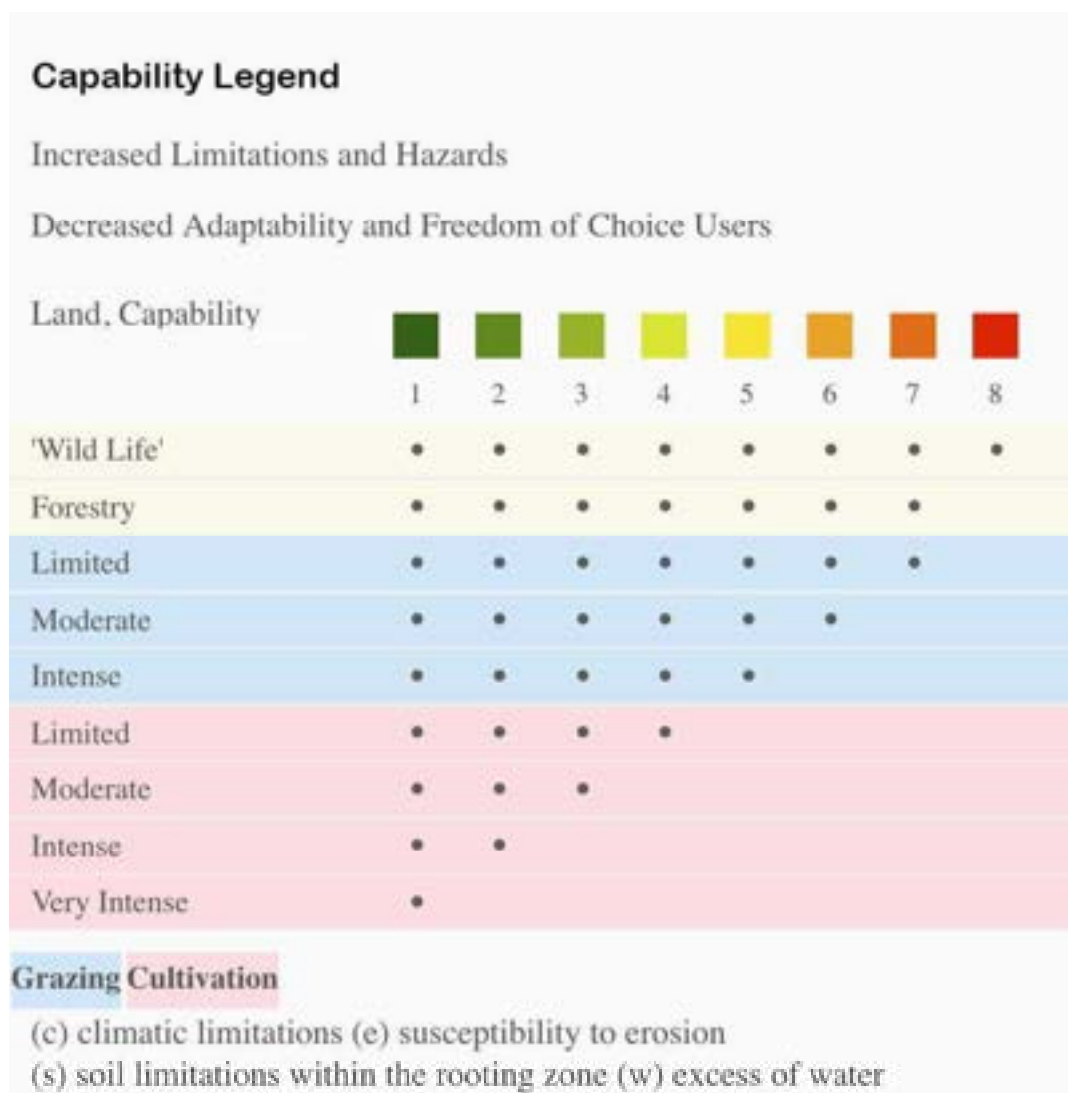 Capability Legend
Increased Limitations and Hazards
Decreased Adaptability and Freedom of Choice Users
Land, Capability
1 2 3 4 5 6 7 8
'Wild Life' • • • • • • • •
Forestry • • • • • • •
Limited • • • • • • •
Moderate • • • • • •
Intense • • • • •
Limited • • • •
Moderate • • •
Intense • •
Very Intense •
Grazing Cultivation
(c) climatic limitations (e) susceptibility to erosion
(s) soil limitations within the rooting zone (w) excess of water